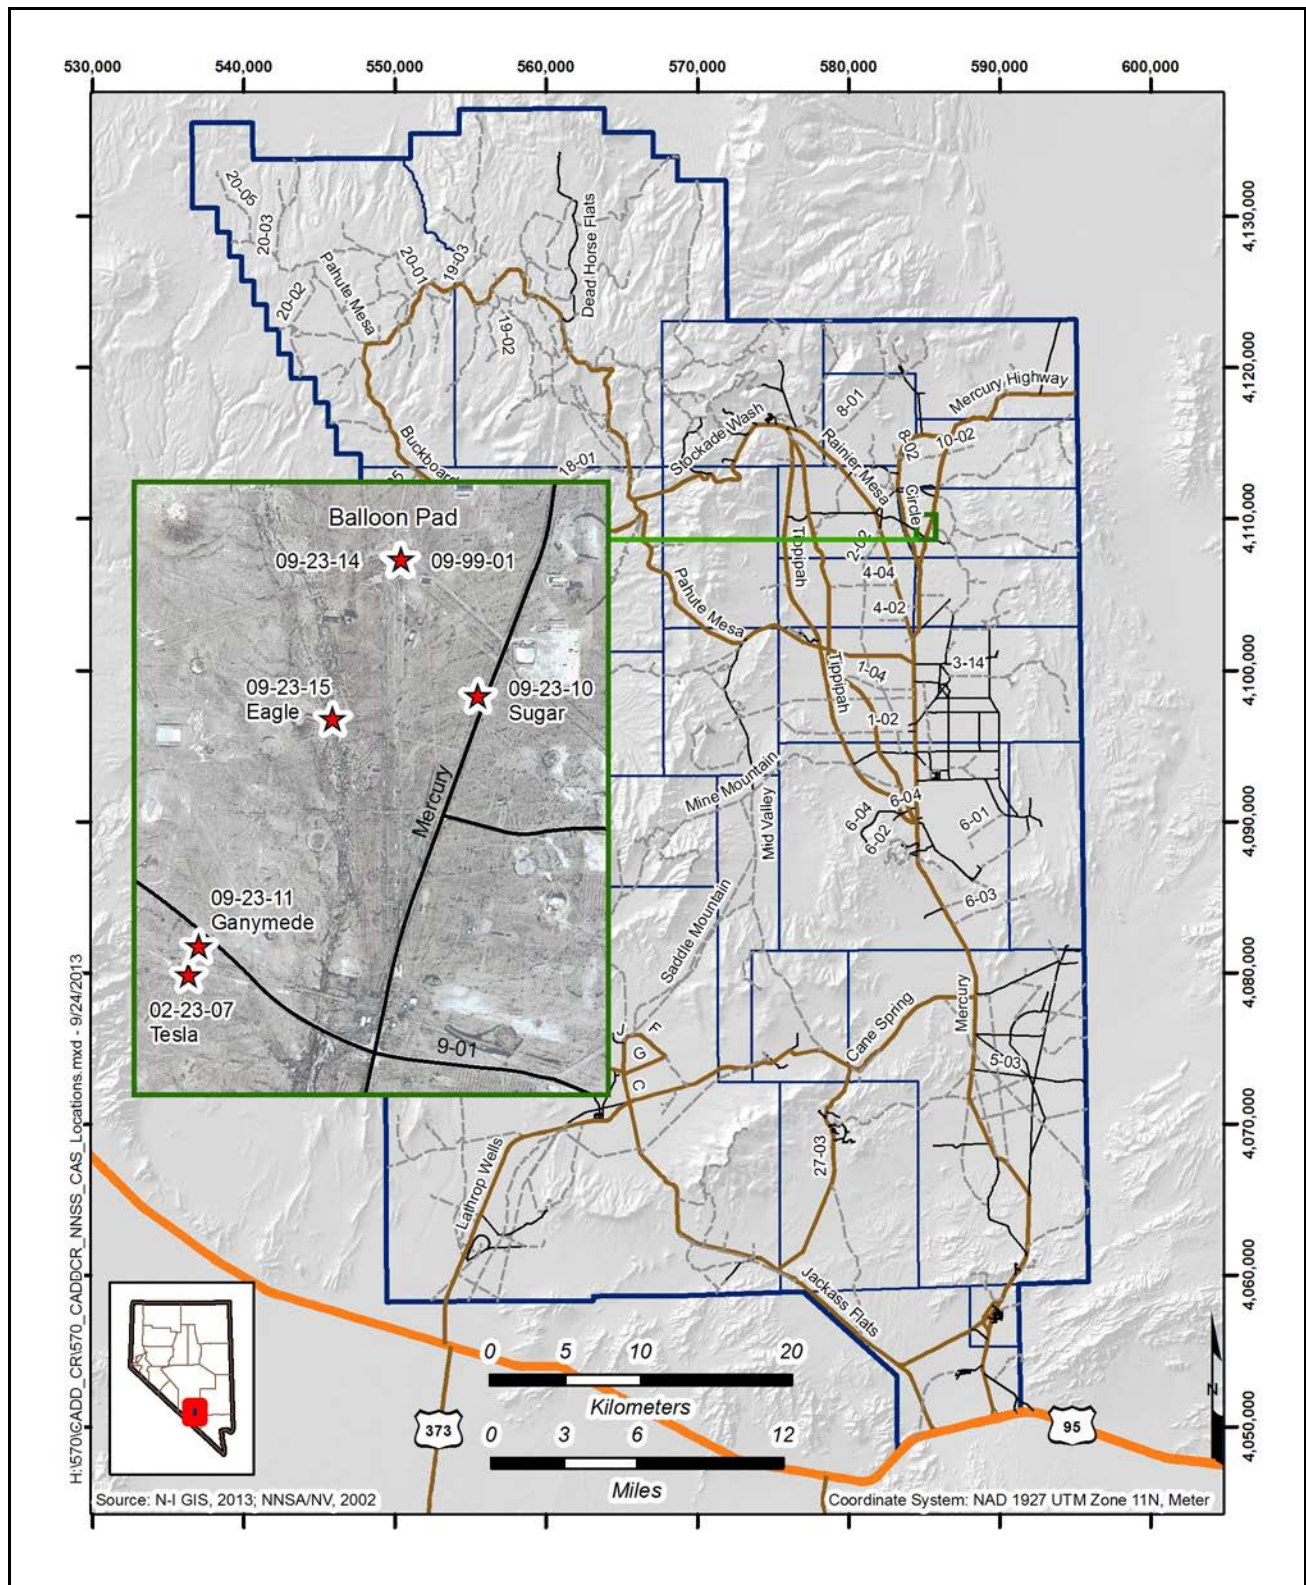 530,000
540,000
550,000
560,000
570,000
580,000
590,000
600,000
4,130,000
4,120,000
4,110,000
4,100,000
4,090,000
4,080,000
4,070,000
4,060,000
4,050,000
20-05
20-03
20-02
Pahute Mesa
20-01
19-03
19-02
Dead Horse Flats
Buckboard
18-01
Stockade Wash
8-01
Mercury Highway
8-02
10-02
Rainier Mesa
Circle
Tippipah
2-02
4-04
4-02
Pahute Mesa
Tippipah
1-04
3-14
1-02
Mine Mountain
Mid Valley
6-04
6-04
6-02
6-01
6-03
Saddle Mountain
Mercury
Cane Spring
5-03
J
F
G
C
27-03
Lathrop Wells
Jackass Flats
Balloon Pad
09-23-14
09-99-01
09-23-15
Eagle
09-23-10
Sugar
Mercury
09-23-11
Ganymede
02-23-07
Tesla
9-01
0 5 10 20
Kilometers
0 3 6 12
Miles
373
95
N
Source: N-I GIS, 2013; NNSA/NV, 2002
Coordinate System: NAD 1927 UTM Zone 11N, Meter
H:\570\CADD_CR\570_CADDCR_NNSS_CAS_Locations.mxd - 9/24/2013